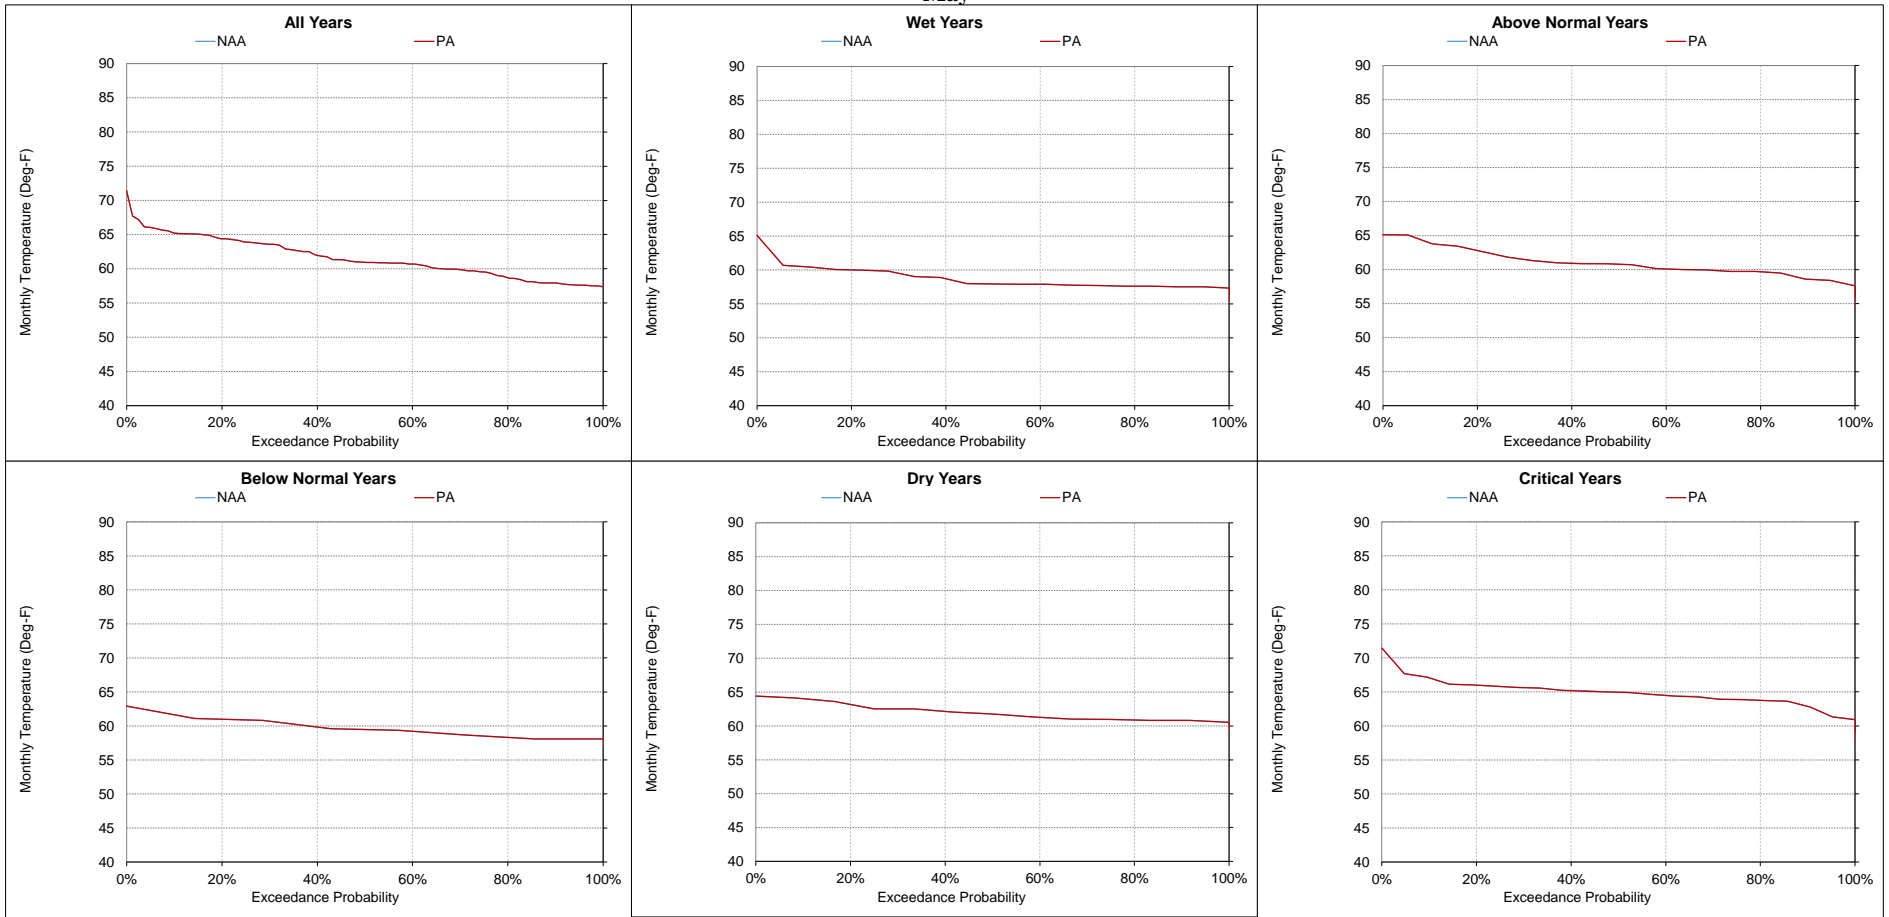 May
All Years
NAA PA
90
85
80
75
70
65
60
55
50
45
40
0% 20% 40% 60% 80% 100%
Monthly Temperature (Deg-F)
Exceedance Probability
Wet Years
NAA PA
90
85
80
75
70
65
60
55
50
45
40
0% 20% 40% 60% 80% 100%
Monthly Temperature (Deg-F)
Exceedance Probability
Above Normal Years
NAA PA
90
85
80
75
70
65
60
55
50
45
40
0% 20% 40% 60% 80% 100%
Monthly Temperature (Deg-F)
Exceedance Probability
Below Normal Years
NAA PA
90
85
80
75
70
65
60
55
50
45
40
0% 20% 40% 60% 80% 100%
Monthly Temperature (Deg-F)
Exceedance Probability
Dry Years
NAA PA
90
85
80
75
70
65
60
55
50
45
40
0% 20% 40% 60% 80% 100%
Monthly Temperature (Deg-F)
Exceedance Probability
Critical Years
NAA PA
90
85
80
75
70
65
60
55
50
45
40
0% 20% 40% 60% 80% 100%
Monthly Temperature (Deg-F)
Exceedance Probability